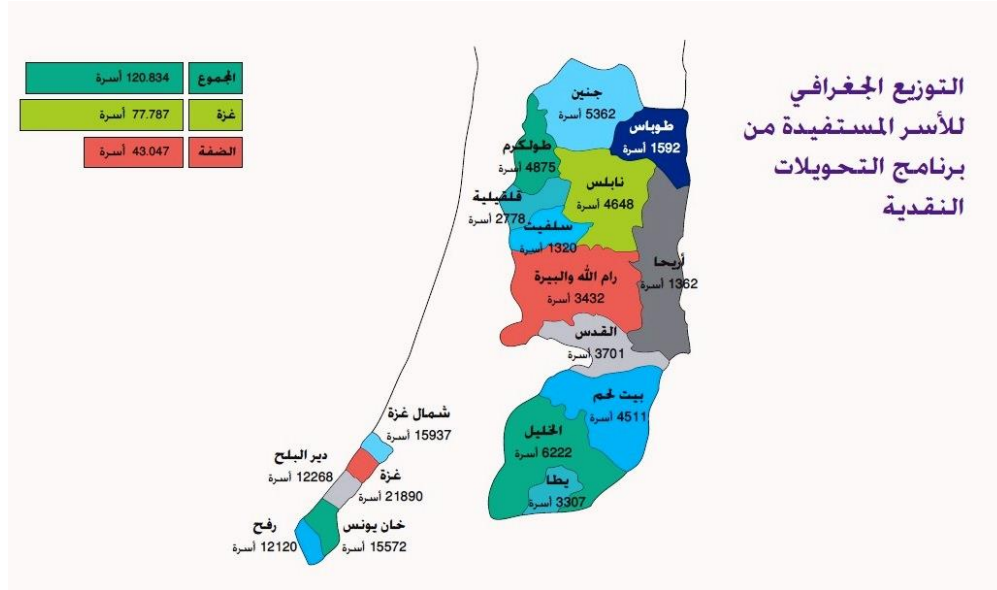 التوزيع الجغرافي
للأسر المستفيدة من
برنامج التحويلات
النقدية
المجموع 120.834 أسرة
غزة 77.787 أسرة
الضفة 43.047 أسرة
جنين
5362 أسرة
طوباس
1592 أسرة
طولكرم
4875 أسرة
نابلس
4648 أسرة
قلقيلية
2778 أسرة
سلفيت
1320 أسرة
أريحا
1362 أسرة
رام الله والبيرة
3432 أسرة
القدس
3701 أسرة
بيت لحم
4511 أسرة
الخليل
6222 أسرة
يطا
3307 أسرة
شمال غزة
15937 أسرة
غزة
21890 أسرة
دير البلح
12268 أسرة
خان يونس
15572 أسرة
رفح
12120 أسرة